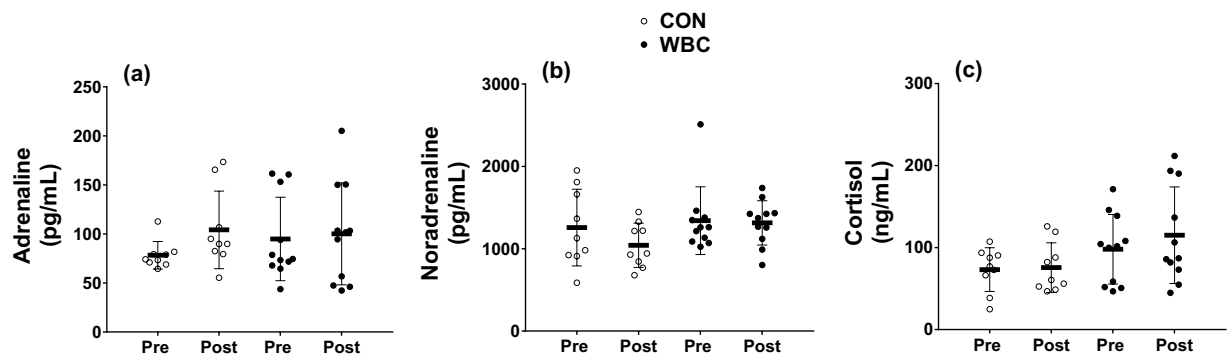 CON
WBC
(a)
Adrenaline
(pg/mL)
250
200
150
100
50
0
Pre Post Pre Post
(b)
Noradrenaline
(pg/mL)
3000
2000
1000
0
Pre Post Pre Post
(c)
Cortisol
(ng/mL)
300
200
100
0
Pre Post Pre Post